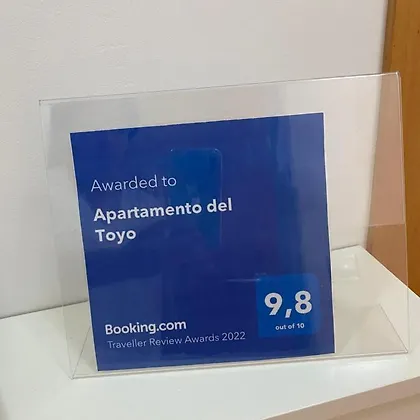 Awarded to
Apartamento del
Toyo
Booking.com
Traveller Review Awards 2022
9,8
out of 10